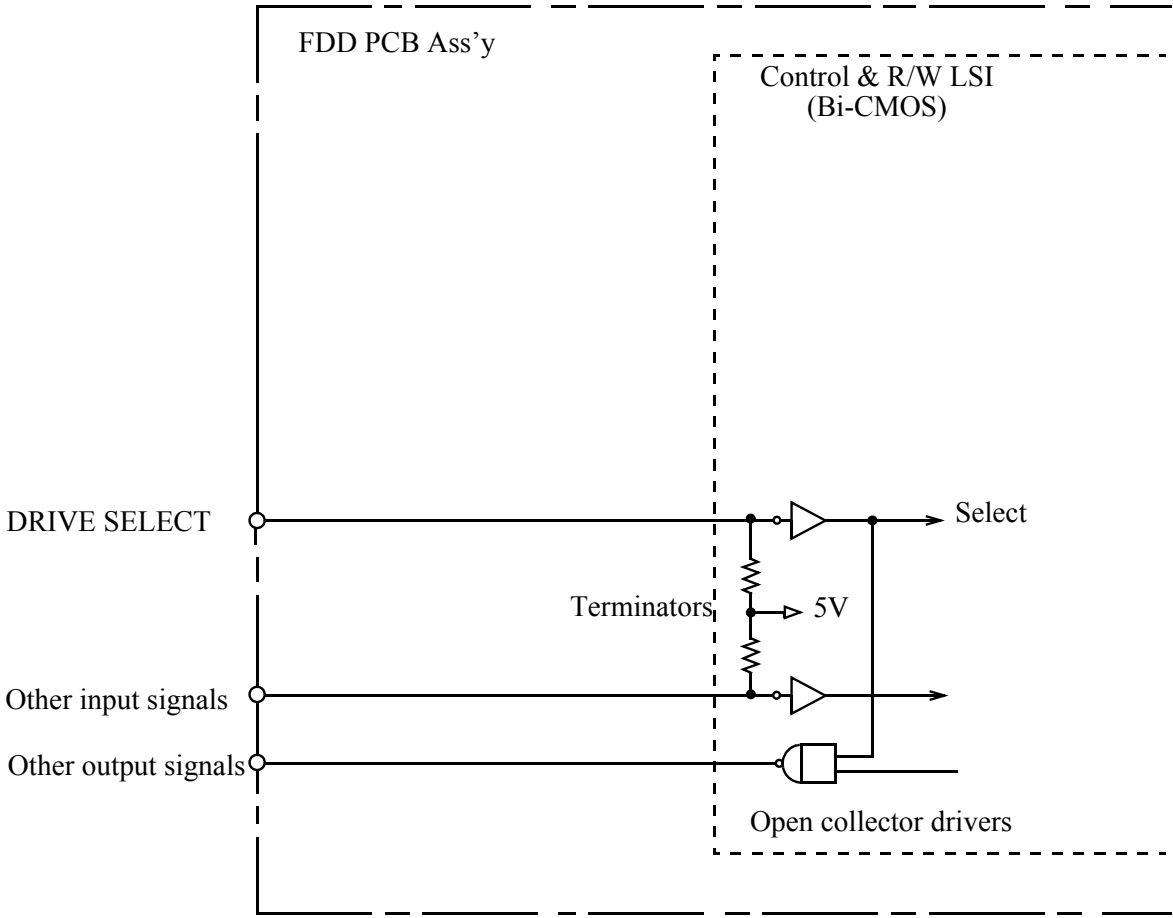 FDD PCB Ass’y
Control & R/W LSI
(Bi-CMOS)
DRIVE SELECT
Select
Terminators
5V
Other input signals
Other output signals
Open collector drivers